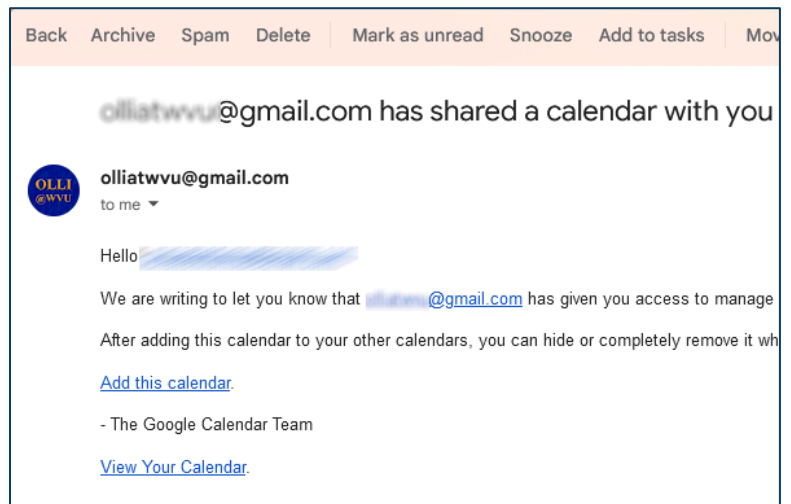 Back Archive Spam Delete Mark as unread Snooze Add to tasks Mov
@gmail.com has shared a calendar with you
OLLI
@WVU
olliatwvu@gmail.com
to me
Hello
We are writing to let you know that @gmail.com has given you access to manage
After adding this calendar to your other calendars, you can hide or completely remove it wh
Add this calendar.
- The Google Calendar Team
View Your Calendar.